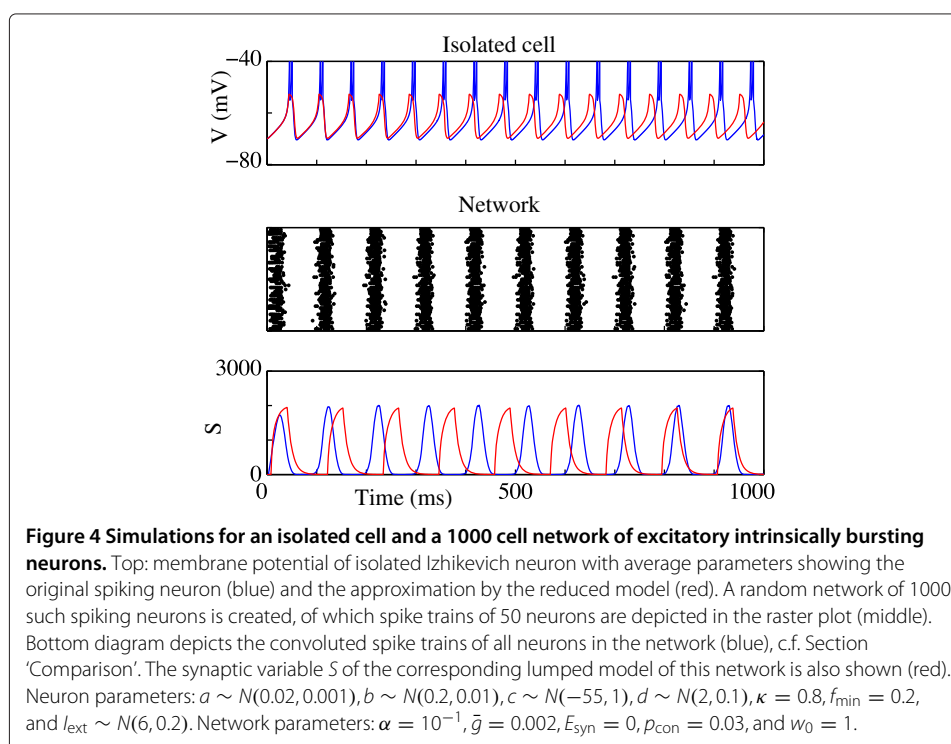 Isolated cell
−40
V (mV)
−80
Network
3000
S
0
0 Time (ms) 500 1000
Figure 4 Simulations for an isolated cell and a 1000 cell network of excitatory intrinsically bursting
neurons. Top: membrane potential of isolated Izhikevich neuron with average parameters showing the
original spiking neuron (blue) and the approximation by the reduced model (red). A random network of 1000
such spiking neurons is created, of which spike trains of 50 neurons are depicted in the raster plot (middle).
Bottom diagram depicts the convoluted spike trains of all neurons in the network (blue), c.f. Section
‘Comparison’. The synaptic variable S of the corresponding lumped model of this network is also shown (red).
Neuron parameters: a ∼ N(0.02, 0.001), b ∼ N(0.2, 0.01), c ∼ N(−55, 1), d ∼ N(2, 0.1), κ = 0.8, f_min = 0.2,
and I_ext ∼ N(6, 0.2). Network parameters: α = 10⁻¹, ḡ = 0.002, E_syn = 0, p_con = 0.03, and w₀ = 1.